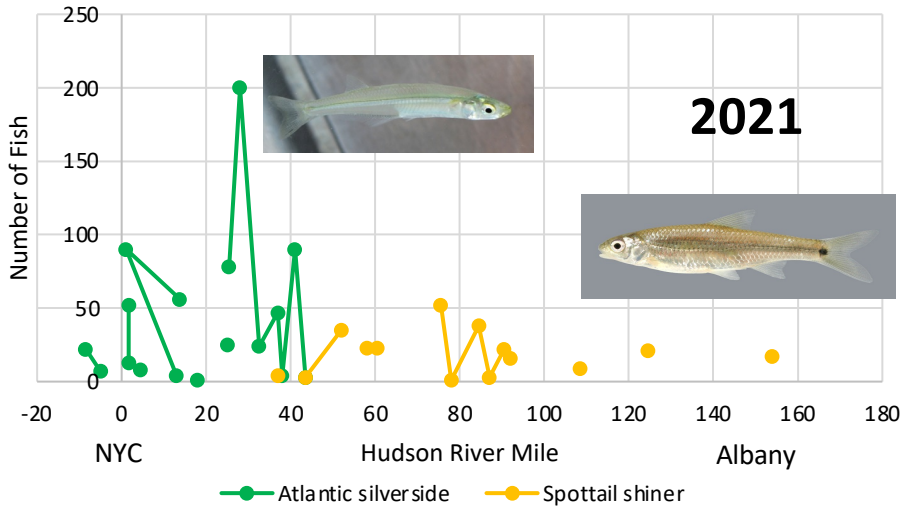 250
200
150
100
50
0
Number of Fish
2021
-20 0 20 40 60 80 100 120 140 160 180
NYC Hudson River Mile Albany
Atlantic silverside Spottail shiner